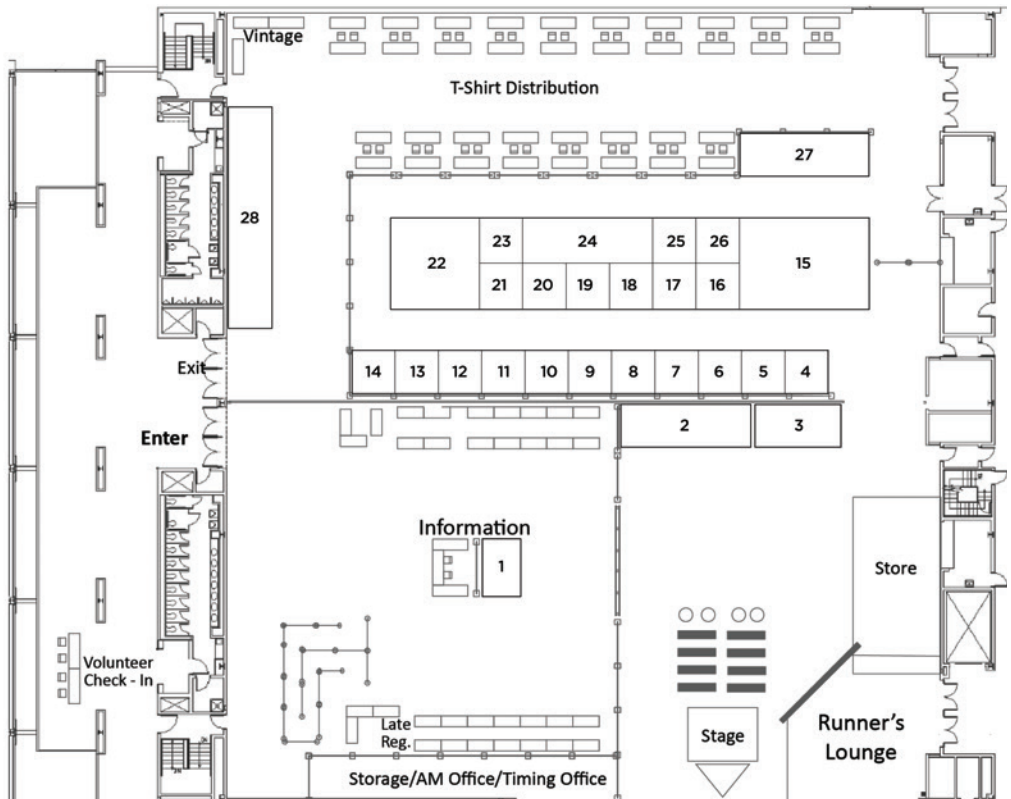 Vintage
T-Shirt Distribution
27
28
22
23
24
25
26
15
21
20
19
18
17
16
Exit
14
13
12
11
10
9
8
7
6
5
4
Enter
2
3
Information
1
Store
Volunteer
Check - In
Late
Reg.
Stage
Runner's
Lounge
Storage/AM Office/Timing Office